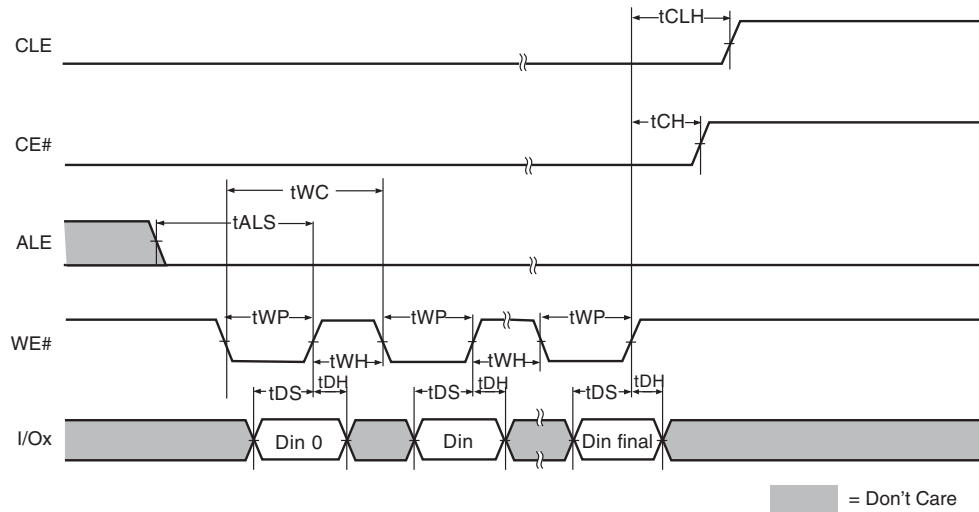 tCLH
CLE
tCH
CE#
tWC
tALS
ALE
tWP tWP tWP
WE#
tWH tWH
tDS tDH tDS tDH tDS tDH
I/Ox Din 0 Din Din final
= Don't Care